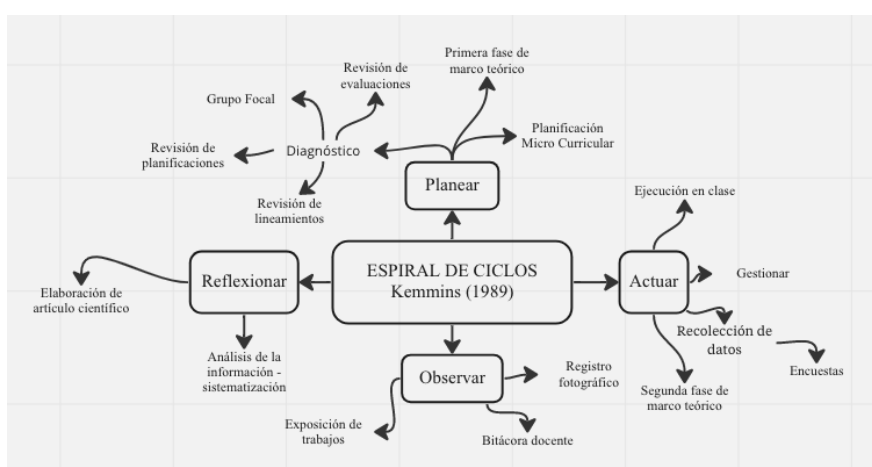 Primera fase de
marco teórico
Revisión de
evaluaciones
Grupo Focal
Planificación
Micro Curricular
Diagnóstico
Revisión de
planificaciones
Planear
Ejecución en clase
Revisión de
lineamientos
ESPIRAL DE CICLOS
Kemmins (1989)
Reflexionar
Actuar
Gestionar
Elaboración de
artículo científico
Recolección de
datos
Análisis de la
información -
sistematización
Observar
Registro
fotográfico
Encuestas
Segunda fase de
marco teórico
Exposición de
trabajos
Bitácora docente